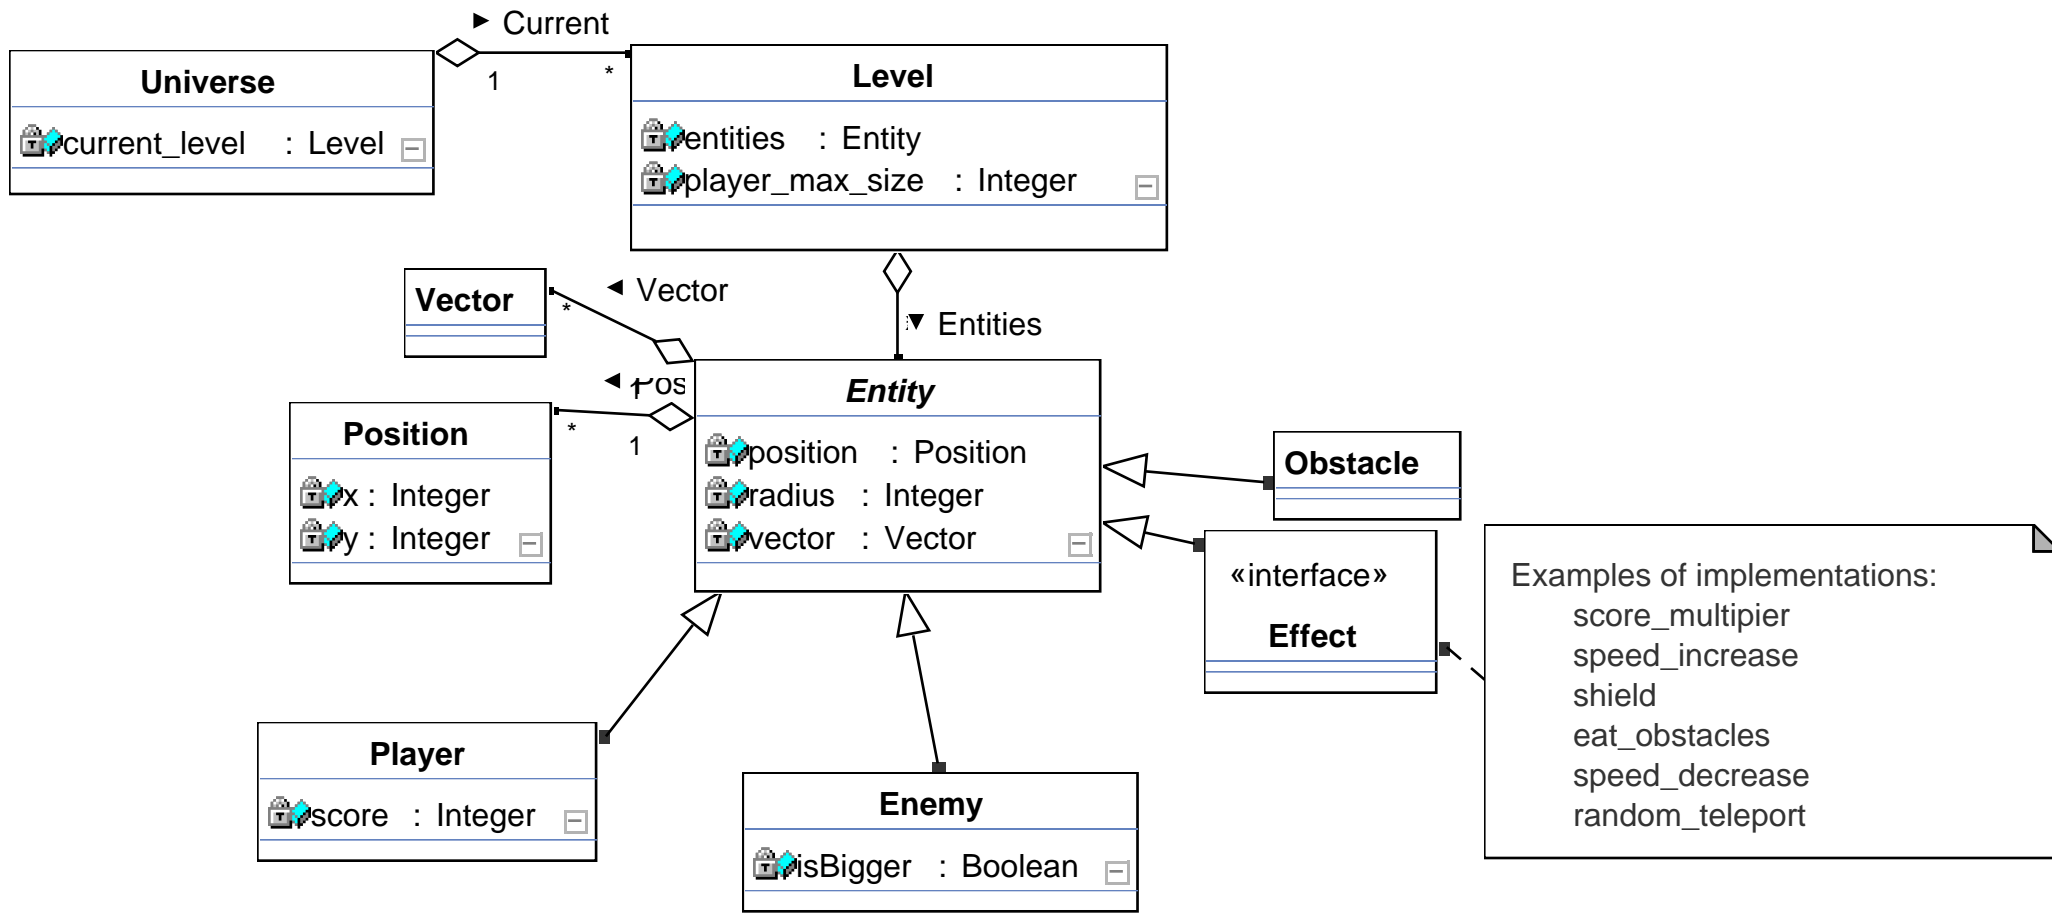 ► Current
Universe
1
*
Level
current_level : Level
entities : Entity
player_max_size : Integer
Vector
*
◄ Vector
▼ Entities
◄ Pos
1
Entity
Position
*
1
x : Integer
y : Integer
position : Position
radius : Integer
vector : Vector
Obstacle
«interface»
Effect
Examples of implementations:
score_multipier
speed_increase
shield
eat_obstacles
speed_decrease
random_teleport
Player
score : Integer
Enemy
isBigger : Boolean